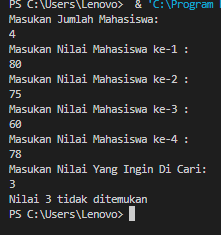 PS C:\Users\Lenovo> & 'C:\Program
Masukan Jumlah Mahasiswa:
4
Masukan Nilai Mahasiswa ke-1 :
80
Masukan Nilai Mahasiswa ke-2 :
75
Masukan Nilai Mahasiswa ke-3 :
60
Masukan Nilai Mahasiswa ke-4 :
78
Masukan Nilai Yang Ingin Di Cari:
3
Nilai 3 tidak ditemukan
PS C:\Users\Lenovo>